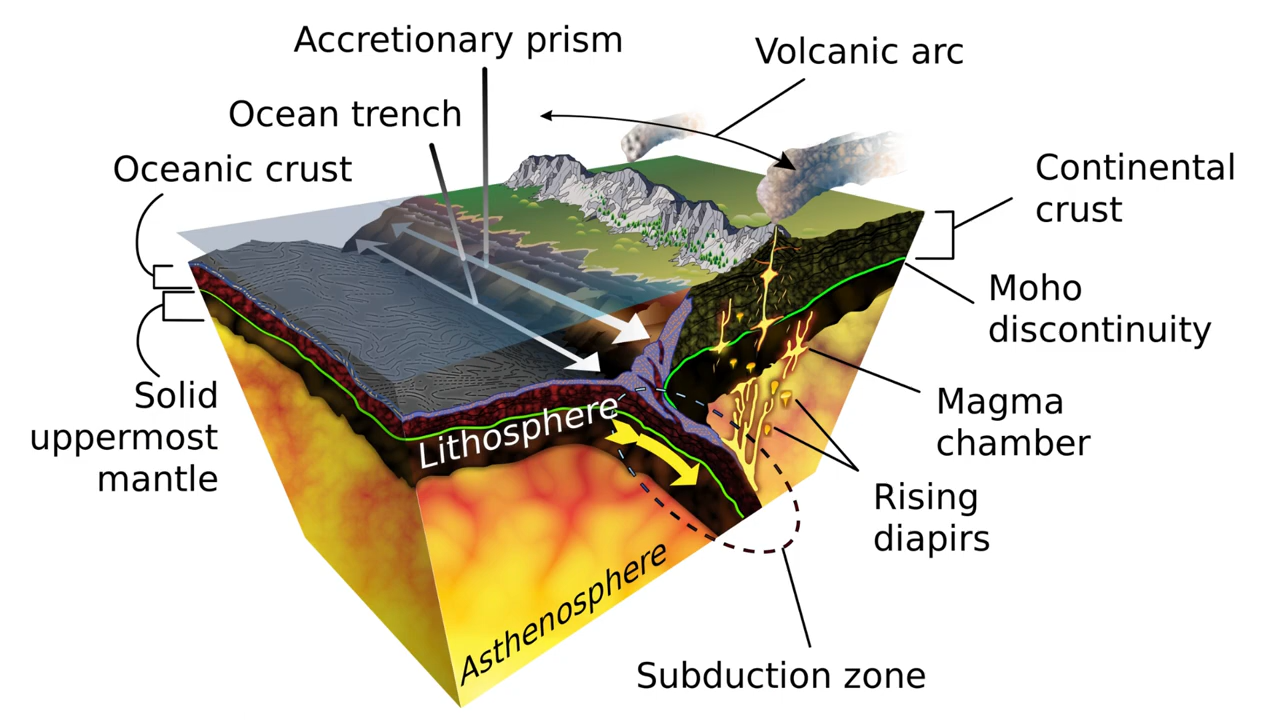 Accretionary prism
Volcanic arc
Ocean trench
Oceanic crust
Continental
crust
Moho
discontinuity
Solid
uppermost
mantle
Lithosphere
Magma
chamber
Rising
diapirs
Asthenosphere
Subduction zone